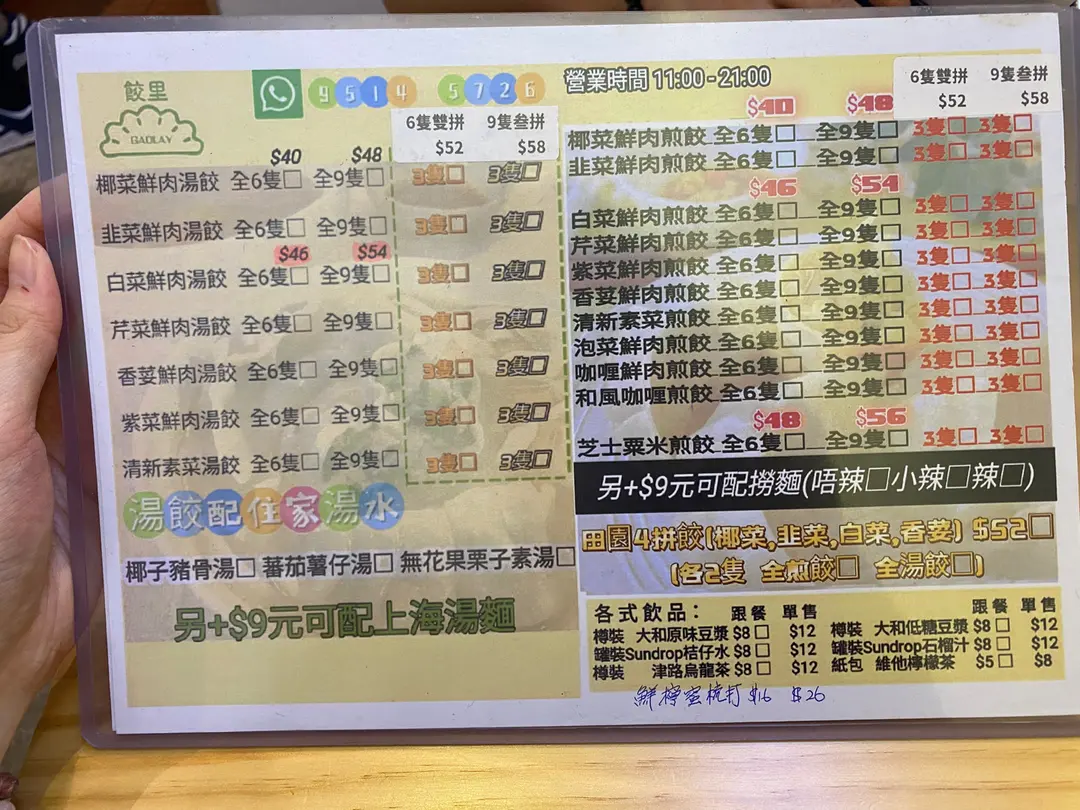 餃里
GAOLAY
9514 5726
6隻雙拼 9隻叁拼
$52 $58
$40 $48
椰菜鮮肉湯餃 全6隻□ 全9隻□ 3隻□ 3隻□
韭菜鮮肉湯餃 全6隻□ 全9隻□ 3隻□ 3隻□
$46 $54
白菜鮮肉湯餃 全6隻□ 全9隻□ 3隻□ 3隻□
芹菜鮮肉湯餃 全6隻□ 全9隻□ 3隻□ 3隻□
香荽鮮肉湯餃 全6隻□ 全9隻□ 3隻□ 3隻□
紫菜鮮肉湯餃 全6隻□ 全9隻□ 3隻□ 3隻□
清新素菜湯餃 全6隻□ 全9隻□ 3隻□ 3隻□
湯餃配住家湯水
椰子豬骨湯□ 蕃茄薯仔湯□ 無花果栗子素湯□
另+$9元可配上海湯麵
營業時間 11:00 - 21:00
6隻雙拼 9隻叁拼
$52 $58
$40 $48
椰菜鮮肉煎餃 全6隻□ 全9隻□ 3隻□ 3隻□
韭菜鮮肉煎餃 全6隻□ 全9隻□ 3隻□ 3隻□
$46 $54
白菜鮮肉煎餃 全6隻□ 全9隻□ 3隻□ 3隻□
芹菜鮮肉煎餃 全6隻□ 全9隻□ 3隻□ 3隻□
紫菜鮮肉煎餃 全6隻□ 全9隻□ 3隻□ 3隻□
香荽鮮肉煎餃 全6隻□ 全9隻□ 3隻□ 3隻□
清新素菜煎餃 全6隻□ 全9隻□ 3隻□ 3隻□
泡菜鮮肉煎餃 全6隻□ 全9隻□ 3隻□ 3隻□
咖喱鮮肉煎餃 全6隻□ 全9隻□ 3隻□ 3隻□
和風咖喱煎餃 全6隻□ 全9隻□ 3隻□ 3隻□
$48 $56
芝士粟米煎餃 全6隻□ 全9隻□ 3隻□ 3隻□
另+$9元可配撈麵(唔辣□小辣□辣□)
田園4拼餃(椰菜,韭菜,白菜,香荽) $52□
(各2隻 全煎餃□ 全湯餃□)
各式飲品： 跟餐 單售 跟餐 單售
樽裝 大和原味豆漿 $8□ $12 樽裝 大和低糖豆漿 $8□ $12
罐裝Sundrop桔仔水 $8□ $12 罐裝Sundrop石榴汁 $8□ $12
樽裝 津路烏龍茶 $8□ $12 紙包 維他檸檬茶 $5□ $8
鮮檸蛋梳打 $16 $26